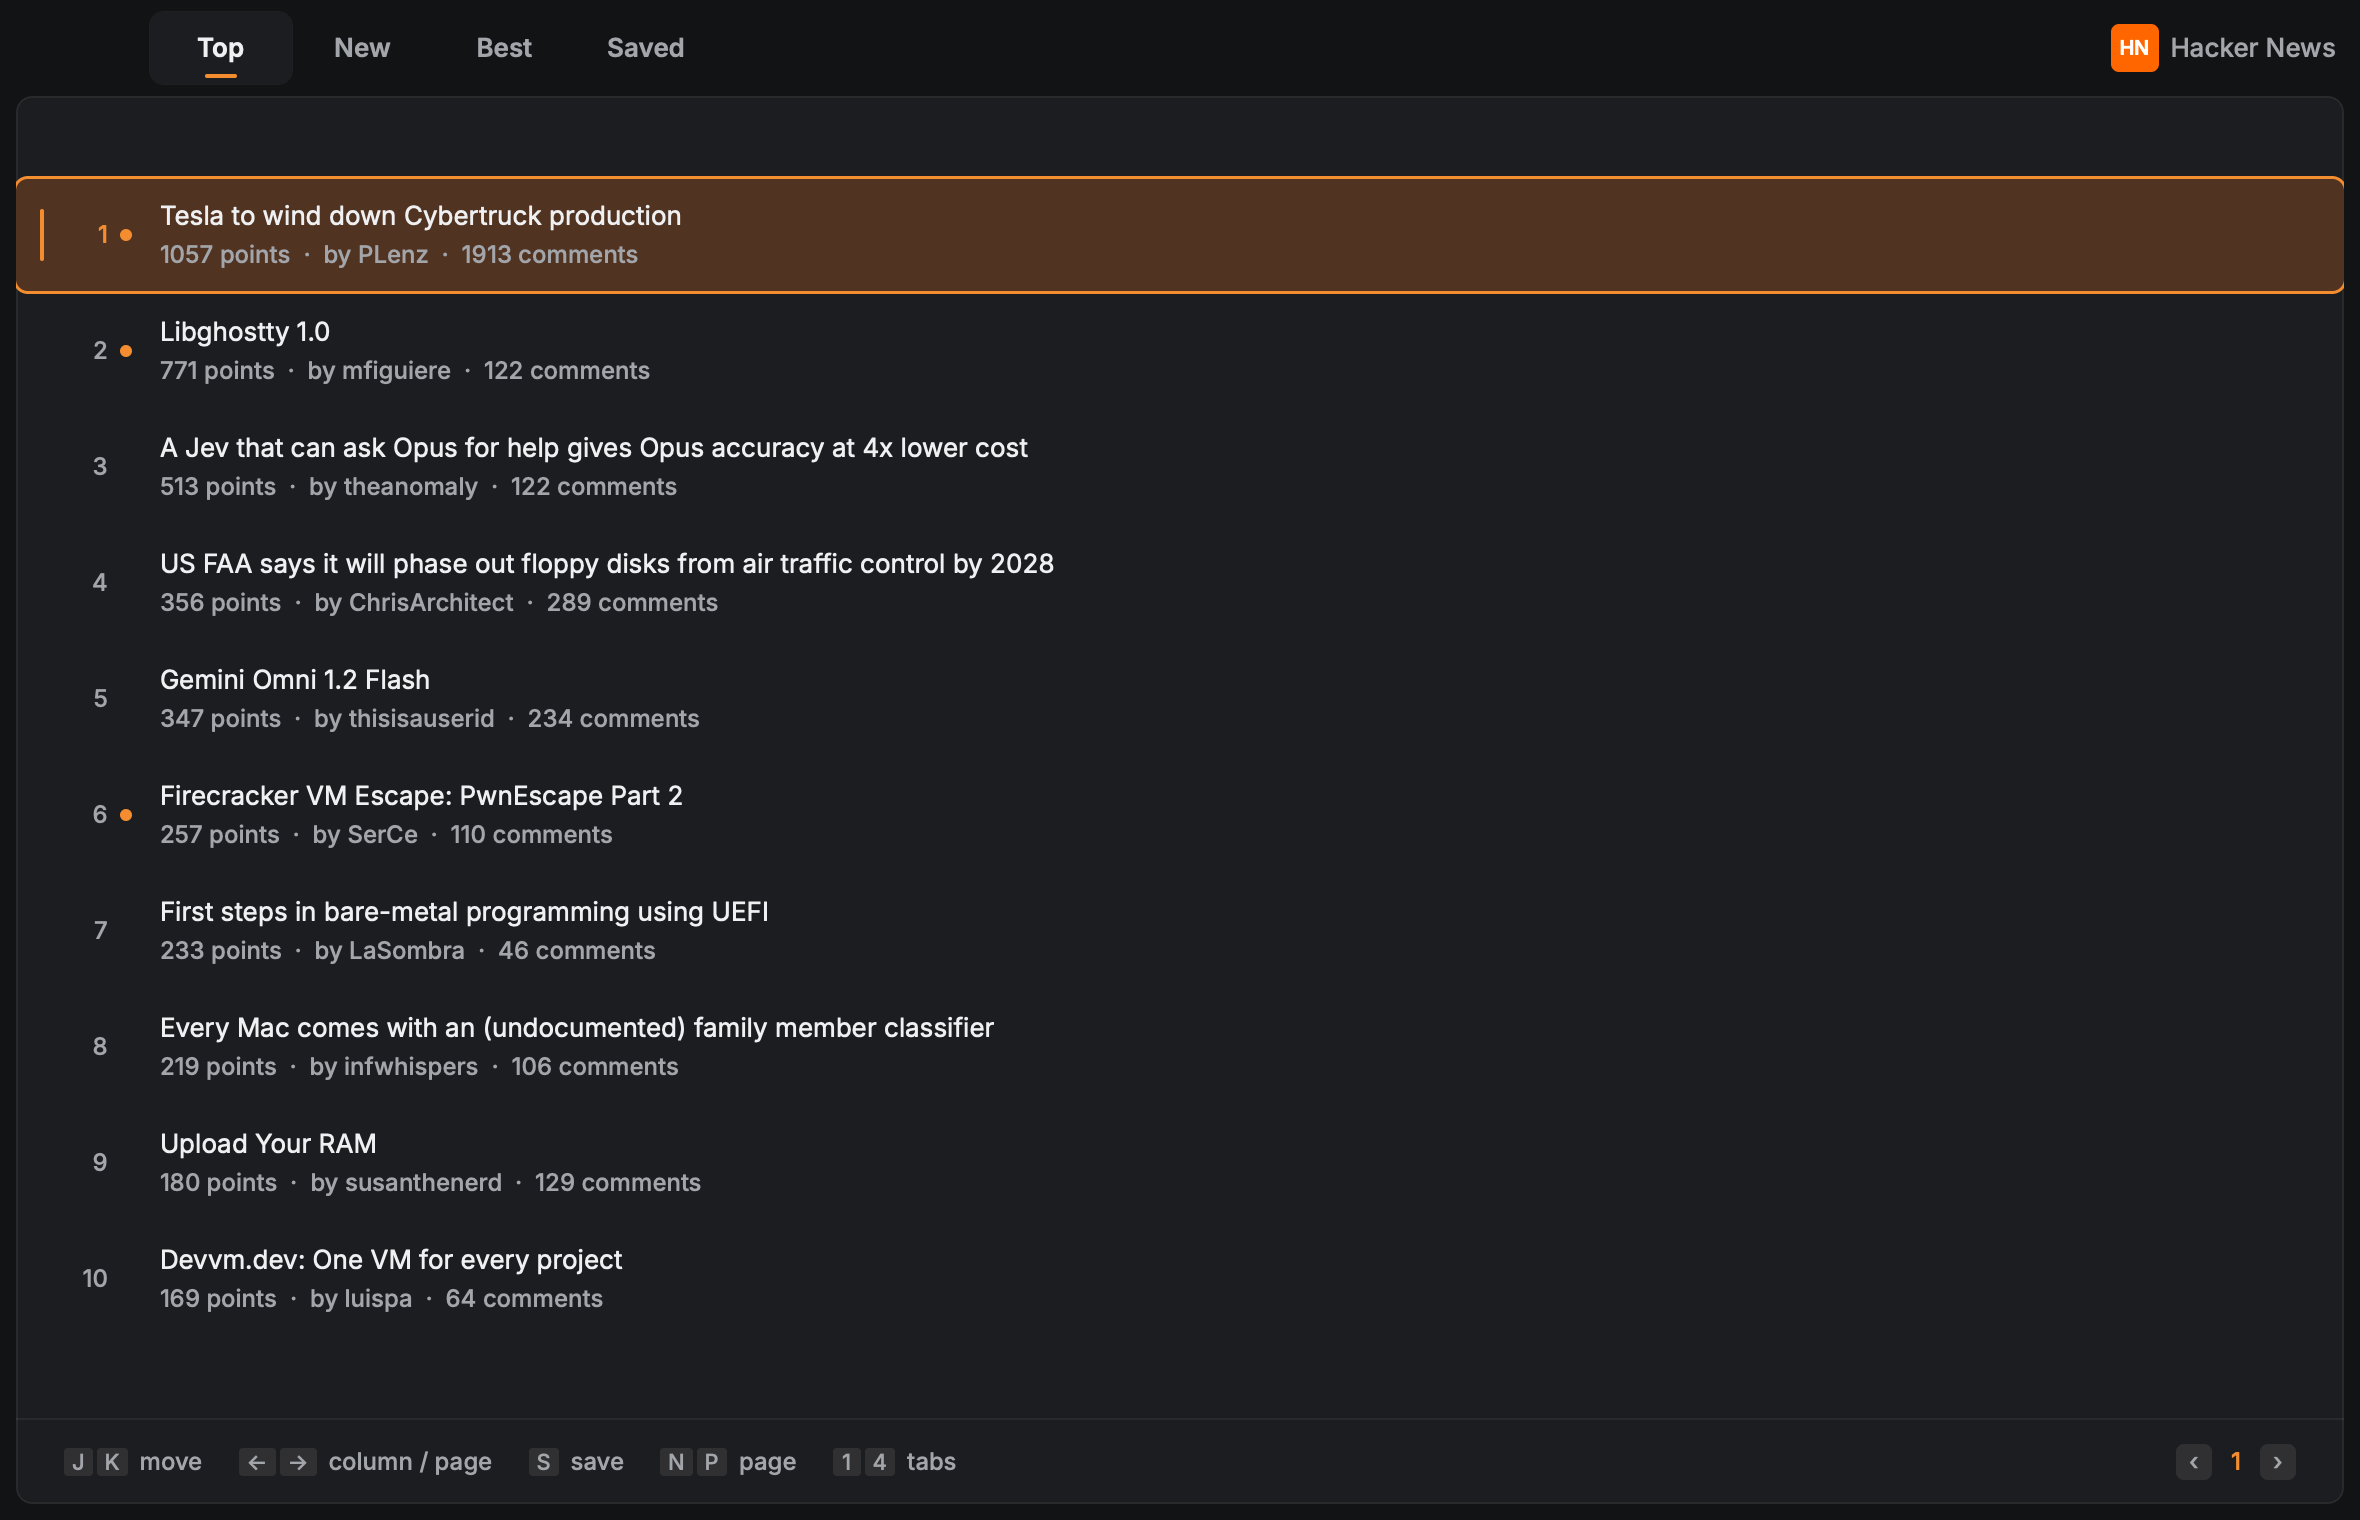 Top New Best Saved HN Hacker News
1 Tesla to wind down Cybertruck production
1057 points · by PLenz · 1913 comments
2 Libghostty 1.0
771 points · by mfiguiere · 122 comments
3 A Jev that can ask Opus for help gives Opus accuracy at 4x lower cost
513 points · by theanomaly · 122 comments
4 US FAA says it will phase out floppy disks from air traffic control by 2028
356 points · by ChrisArchitect · 289 comments
5 Gemini Omni 1.2 Flash
347 points · by thisisauserid · 234 comments
6 Firecracker VM Escape: PwnEscape Part 2
257 points · by SerCe · 110 comments
7 First steps in bare-metal programming using UEFI
233 points · by LaSombra · 46 comments
8 Every Mac comes with an (undocumented) family member classifier
219 points · by infwhispers · 106 comments
9 Upload Your RAM
180 points · by susanthenerd · 129 comments
10 Devvm.dev: One VM for every project
169 points · by luispa · 64 comments
J K move ← → column / page S save N P page 1 4 tabs ‹ 1 ›